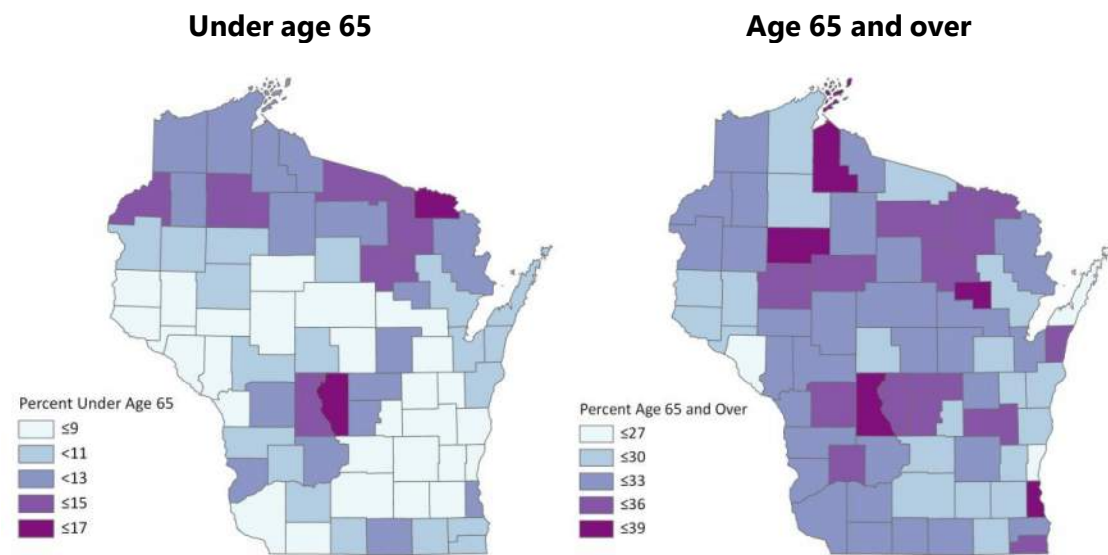 Under age 65
Age 65 and over
Percent Under Age 65
≤9
<11
<13
≤15
≤17
Percent Age 65 and Over
≤27
≤30
≤33
≤36
≤39